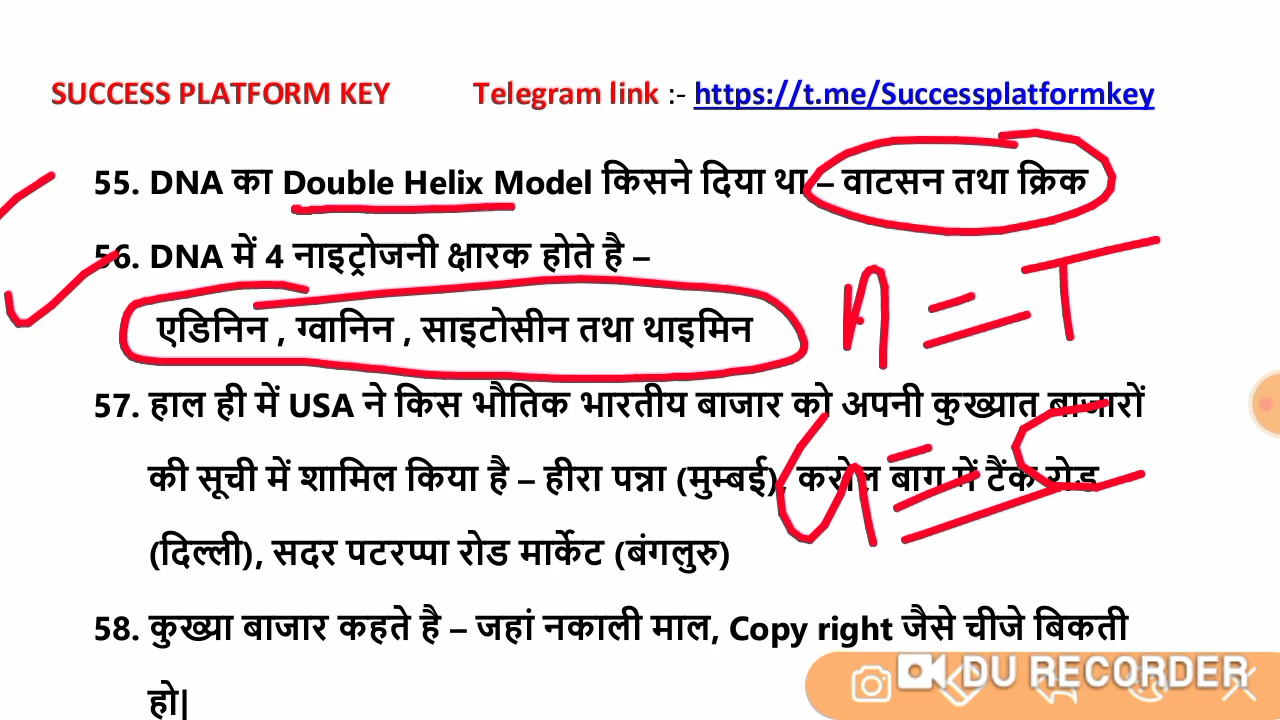 SUCCESS PLATFORM KEY Telegram link :- https://t.me/Successplatformkey
55. DNA का Double Helix Model किसने दिया था – वाटसन तथा क्रिक
56. DNA में 4 नाइट्रोजनी क्षारक होते है –
एडिनिन , ग्वानिन , साइटोसीन तथा थाइमिन
A = T
57. हाल ही में USA ने किस भौतिक भारतीय बाजार को अपनी कुख्यात बाजारों
की सूची में शामिल किया है – हीरा पन्ना (मुम्बई), करोल बाग में टैंक रोड
G ≡ C
(दिल्ली), सदर पटरप्पा रोड मार्केट (बंगलुरु)
58. कुख्या बाजार कहते है – जहां नकाली माल, Copy right जैसे चीजे बिकती
हो|
DU RECORDER